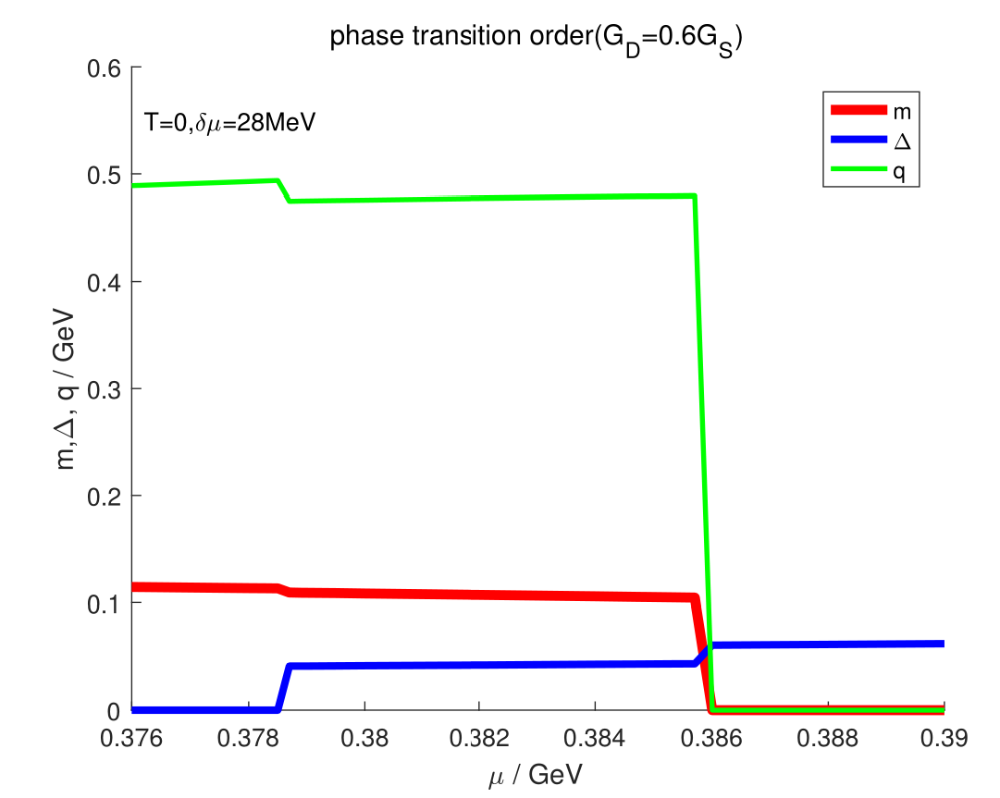 phase transition order(G_D=0.6G_S)
0.6
T=0,δμ=28MeV
m
Δ
q
0.5
0.4
0.3
0.2
0.1
0
m,Δ, q / GeV
0.376 0.378 0.38 0.382 0.384 0.386 0.388 0.39
μ / GeV